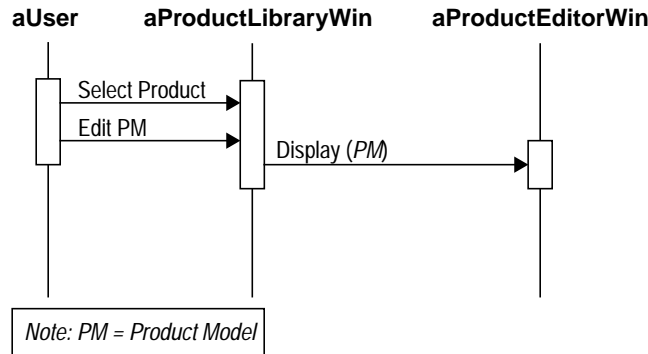 aUser aProductLibraryWin aProductEditorWin
Select Product
Edit PM
Display (PM)
Note: PM = Product Model